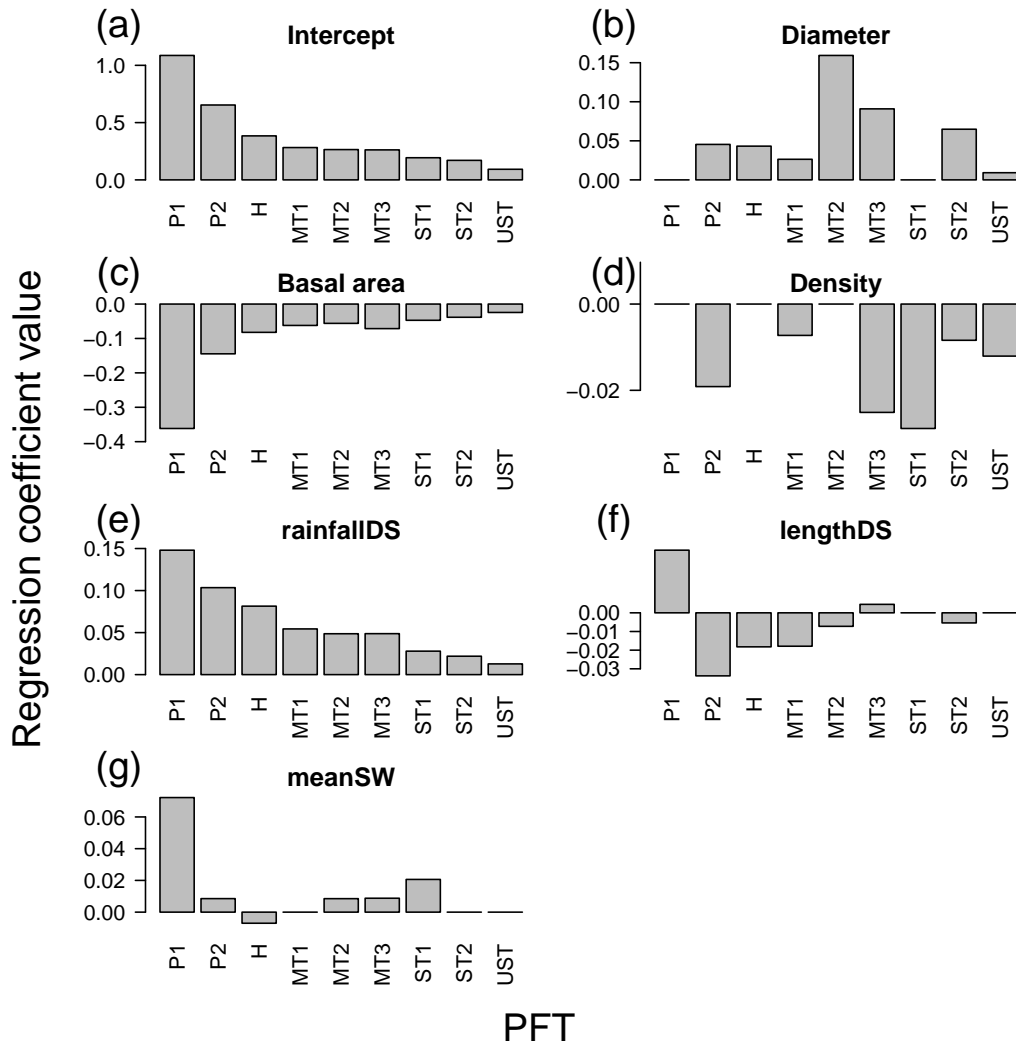 (a)
Intercept
1.0
0.5
0.0
P1 P2 H MT1 MT2 MT3 ST1 ST2 UST
(b)
Diameter
0.15
0.10
0.05
0.00
P1 P2 H MT1 MT2 MT3 ST1 ST2 UST
(c)
Basal area
0.0
−0.1
−0.2
−0.3
−0.4
P1 P2 H MT1 MT2 MT3 ST1 ST2 UST
(d)
Density
0.00
−0.02
P1 P2 H MT1 MT2 MT3 ST1 ST2 UST
(e)
rainfallDS
0.15
0.10
0.05
0.00
P1 P2 H MT1 MT2 MT3 ST1 ST2 UST
(f)
lengthDS
0.00
−0.01
−0.02
−0.03
P1 P2 H MT1 MT2 MT3 ST1 ST2 UST
(g)
meanSW
0.06
0.04
0.02
0.00
P1 P2 H MT1 MT2 MT3 ST1 ST2 UST
Regression coefficient value
PFT